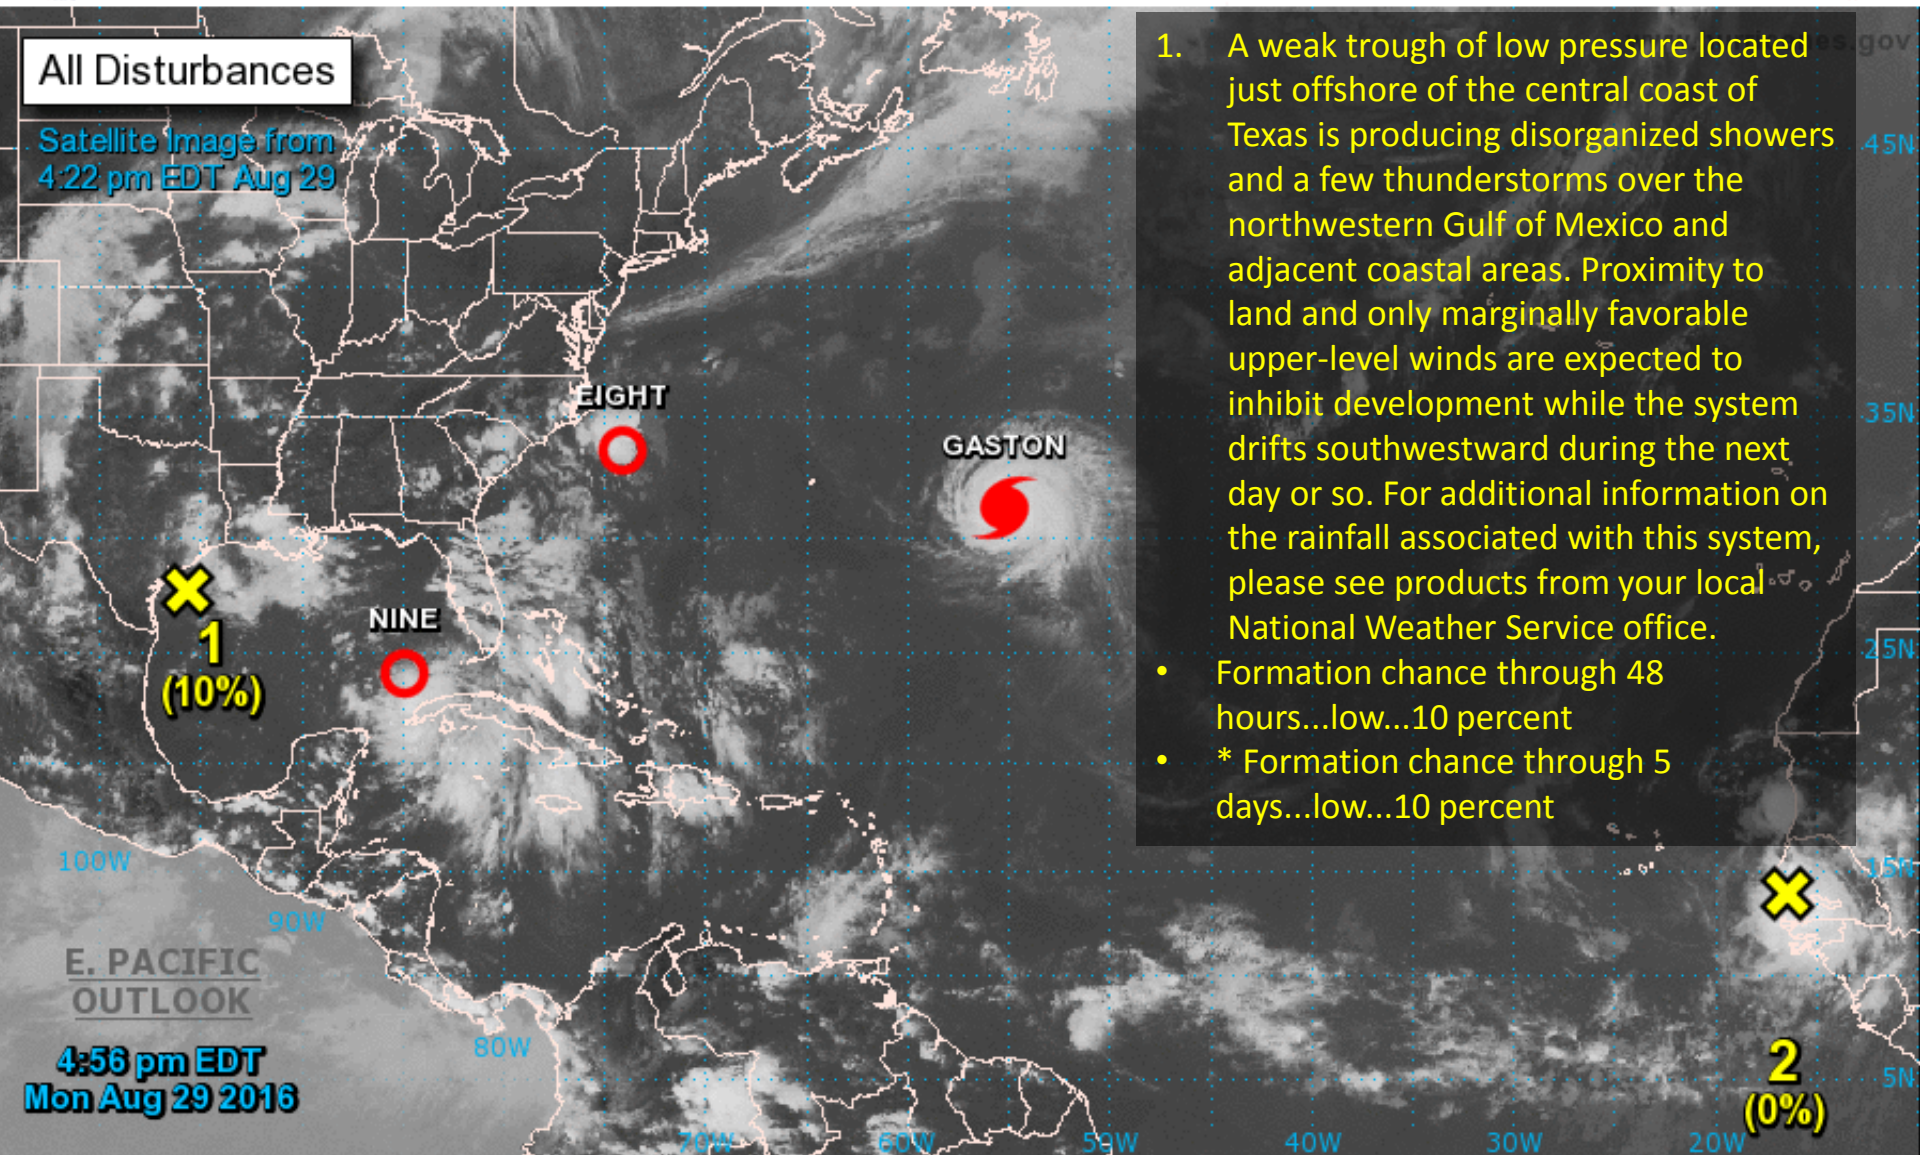 All Disturbances
Satellite Image from
4:22 pm EDT Aug 29
1. A weak trough of low pressure located
just offshore of the central coast of
Texas is producing disorganized showers
and a few thunderstorms over the
northwestern Gulf of Mexico and
adjacent coastal areas. Proximity to
land and only marginally favorable
upper-level winds are expected to
inhibit development while the system
drifts southwestward during the next
day or so. For additional information on
the rainfall associated with this system,
please see products from your local
National Weather Service office.
• Formation chance through 48
hours...low...10 percent
• * Formation chance through 5
days...low...10 percent
.gov
45N
EIGHT
35N
GASTON
NINE
1
(10%)
25N
100W
15N
90W
E. PACIFIC
OUTLOOK
80W
4:56 pm EDT
Mon Aug 29 2016
2
(0%)
5N
70W
60W
50W
40W
30W
20W